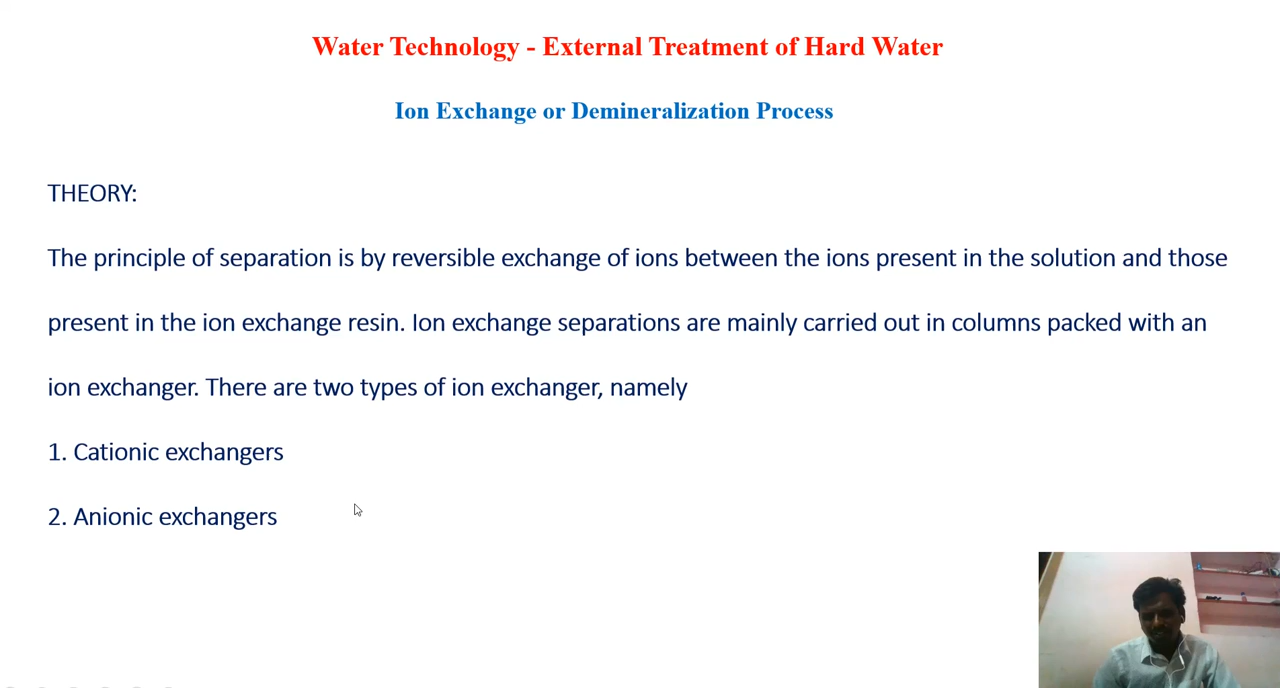 Water Technology - External Treatment of Hard Water
Ion Exchange or Demineralization Process
THEORY:
The principle of separation is by reversible exchange of ions between the ions present in the solution and those
present in the ion exchange resin. Ion exchange separations are mainly carried out in columns packed with an
ion exchanger. There are two types of ion exchanger, namely
1. Cationic exchangers
2. Anionic exchangers